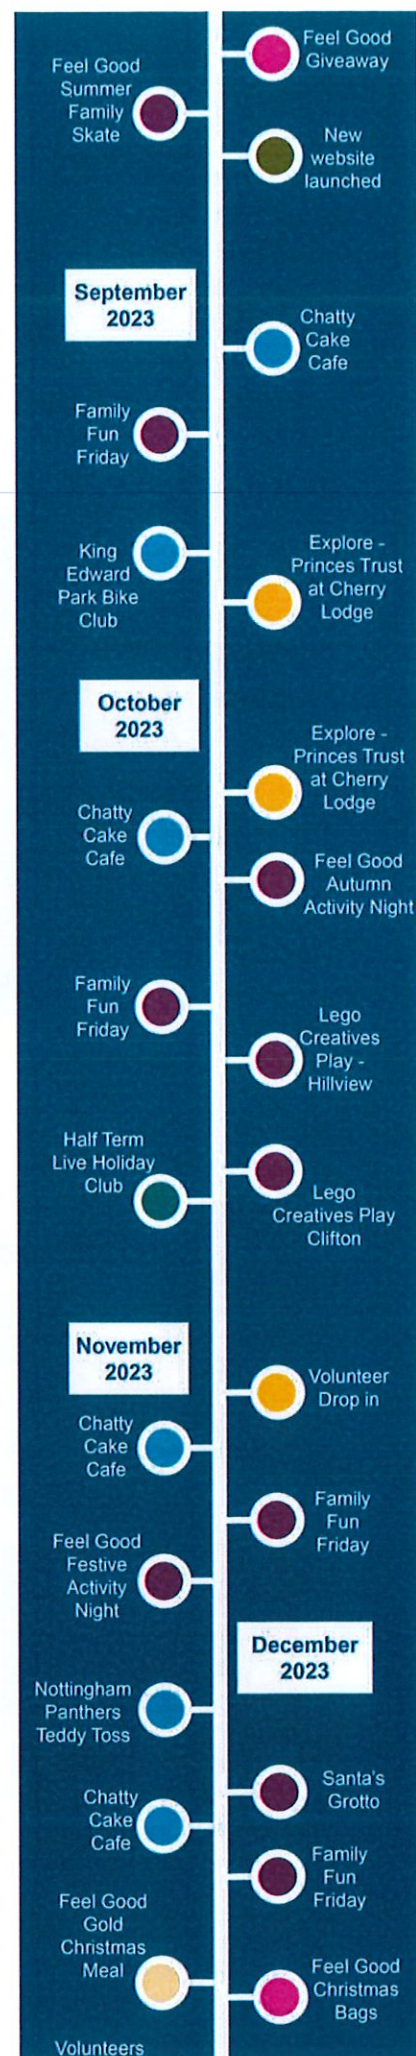 Feel Good
Giveaway
Feel Good
Summer
Family
Skate
New
website
launched
September
2023
Chatty
Cake
Cafe
Family
Fun
Friday
King
Edward
Park Bike
Club
Explore -
Princes Trust
at Cherry
Lodge
October
2023
Explore -
Princes Trust
at Cherry
Lodge
Chatty
Cake
Cafe
Feel Good
Autumn
Activity Night
Family
Fun
Friday
Lego
Creatives
Play -
Hillview
Half Term
Live Holiday
Club
Lego
Creatives Play
Clifton
November
2023
Volunteer
Drop in
Chatty
Cake
Cafe
Family
Fun
Friday
Feel Good
Festive
Activity
Night
December
2023
Nottingham
Panthers
Teddy Toss
Santa's
Grotto
Chatty
Cake
Cafe
Family
Fun
Friday
Feel Good
Gold
Christmas
Meal
Feel Good
Christmas
Bags
Volunteers